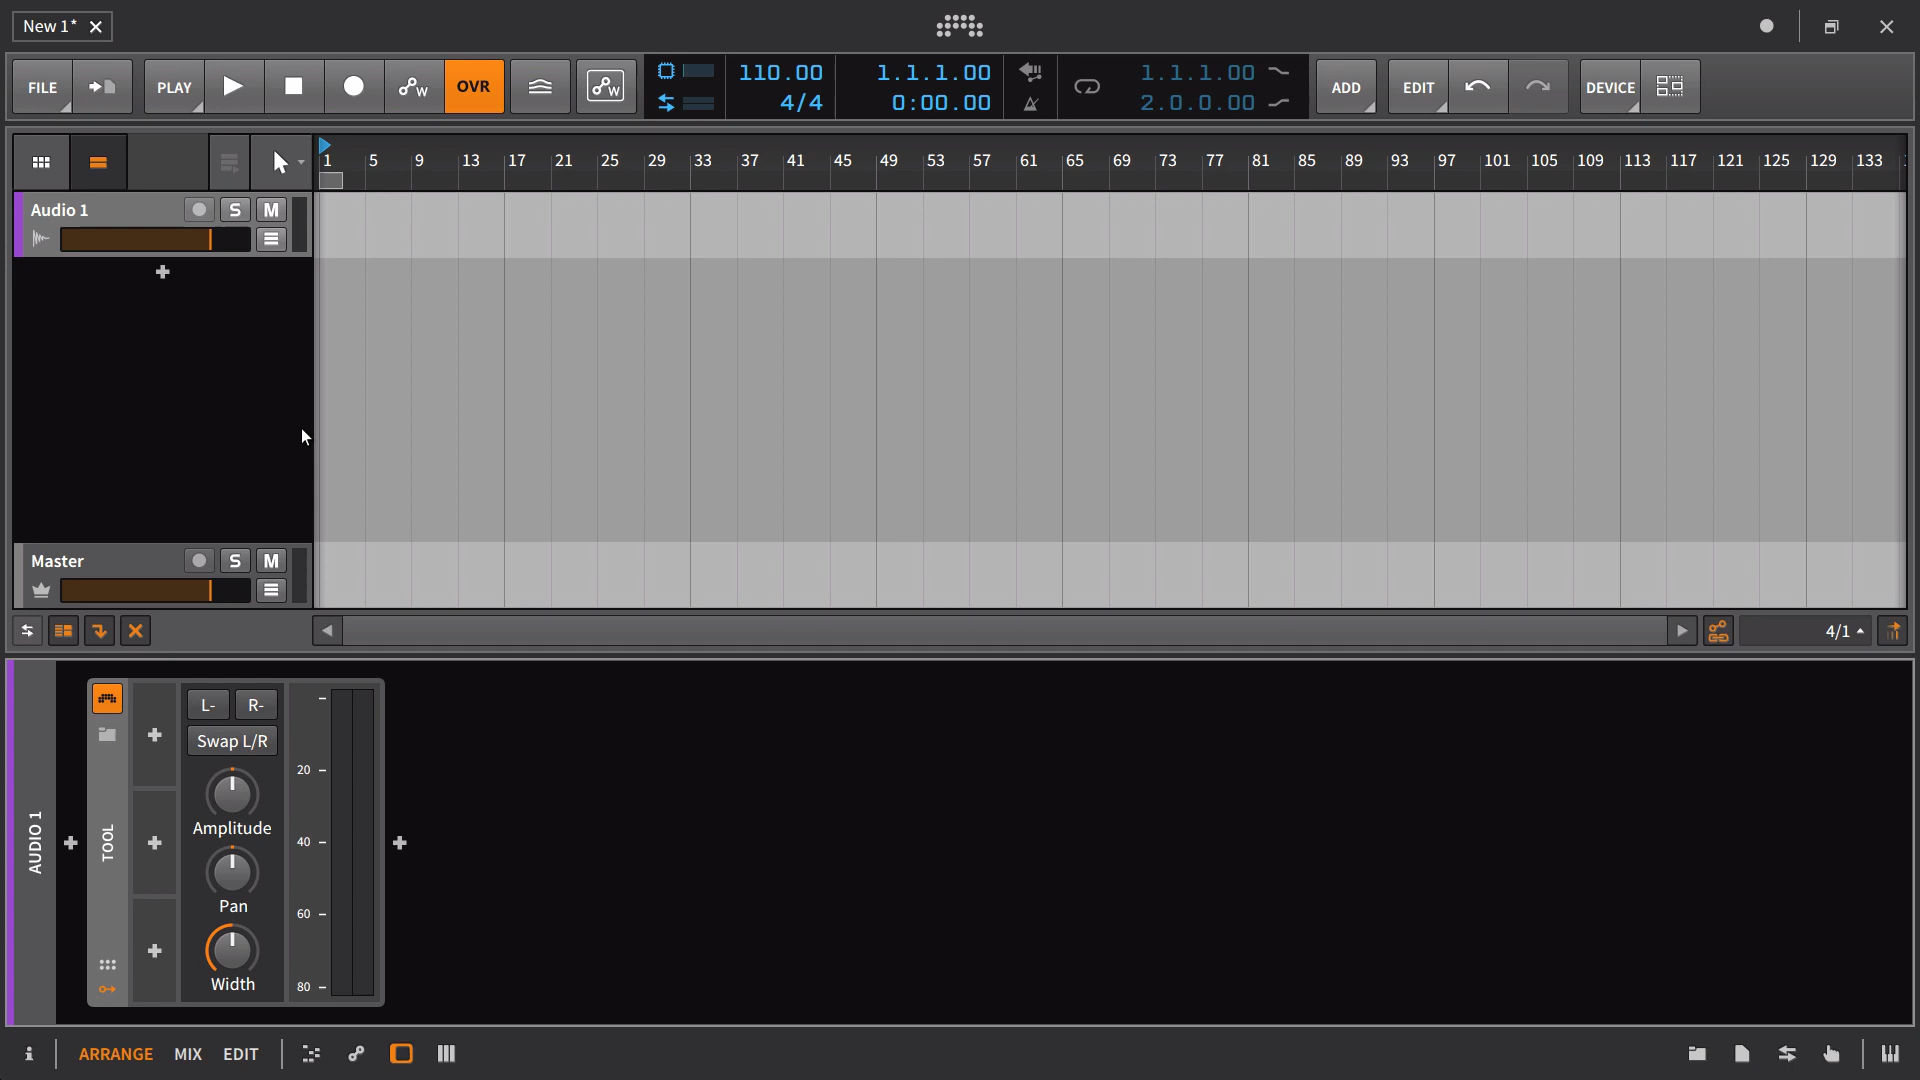 New 1*
FILE
PLAY
OVR
110.00
4/4
1.1.1.00
0:00.00
1.1.1.00
2.0.0.00
ADD
EDIT
DEVICE
1 5 9 13 17 21 25 29 33 37 41 45 49 53 57 61 65 69 73 77 81 85 89 93 97 101 105 109 113 117 121 125 129 133
Audio 1
S
M
Master
S
M
4/1
AUDIO 1
TOOL
L-
R-
Swap L/R
Amplitude
Pan
Width
20
40
60
80
ARRANGE
MIX
EDIT